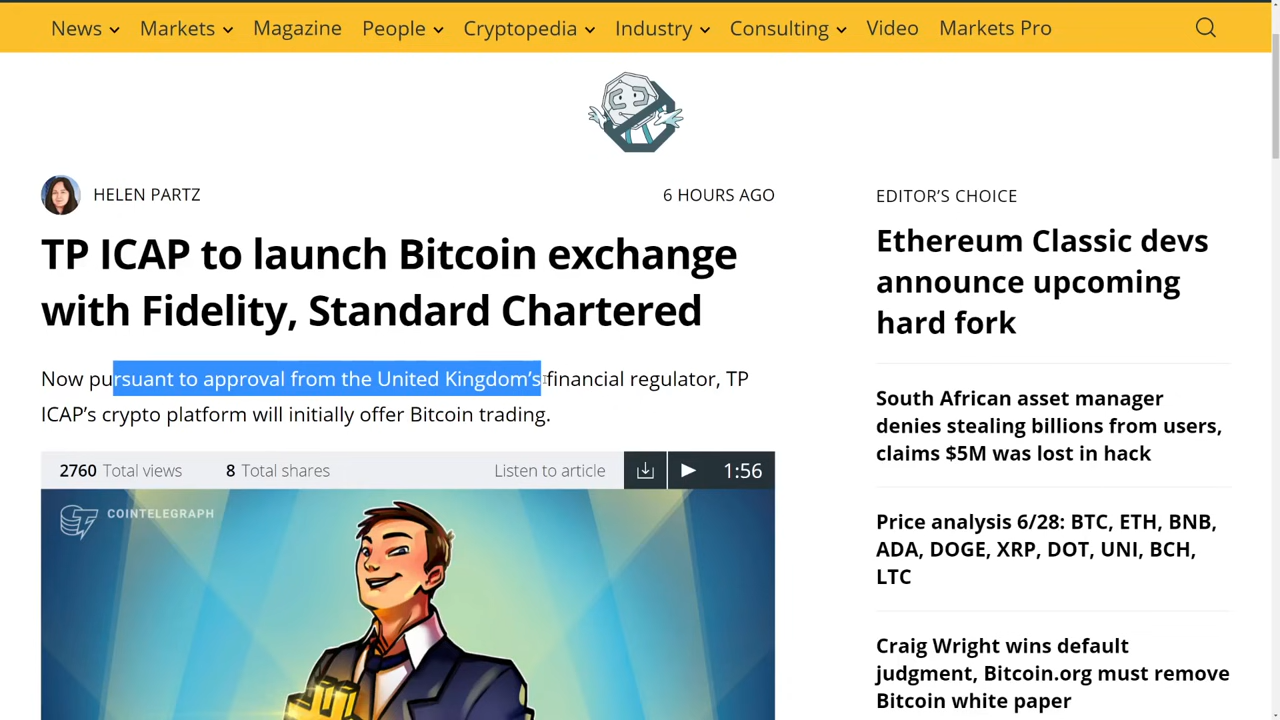 News Markets Magazine People Cryptopedia Industry Consulting Video Markets Pro
HELEN PARTZ
6 HOURS AGO
TP ICAP to launch Bitcoin exchange
with Fidelity, Standard Chartered
Now pursuant to approval from the United Kingdom’s financial regulator, TP
ICAP’s crypto platform will initially offer Bitcoin trading.
2760 Total views 8 Total shares Listen to article 1:56
COINTELEGRAPH
EDITOR’S CHOICE
Ethereum Classic devs
announce upcoming
hard fork
South African asset manager
denies stealing billions from users,
claims $5M was lost in hack
Price analysis 6/28: BTC, ETH, BNB,
ADA, DOGE, XRP, DOT, UNI, BCH,
LTC
Craig Wright wins default
judgment, Bitcoin.org must remove
Bitcoin white paper